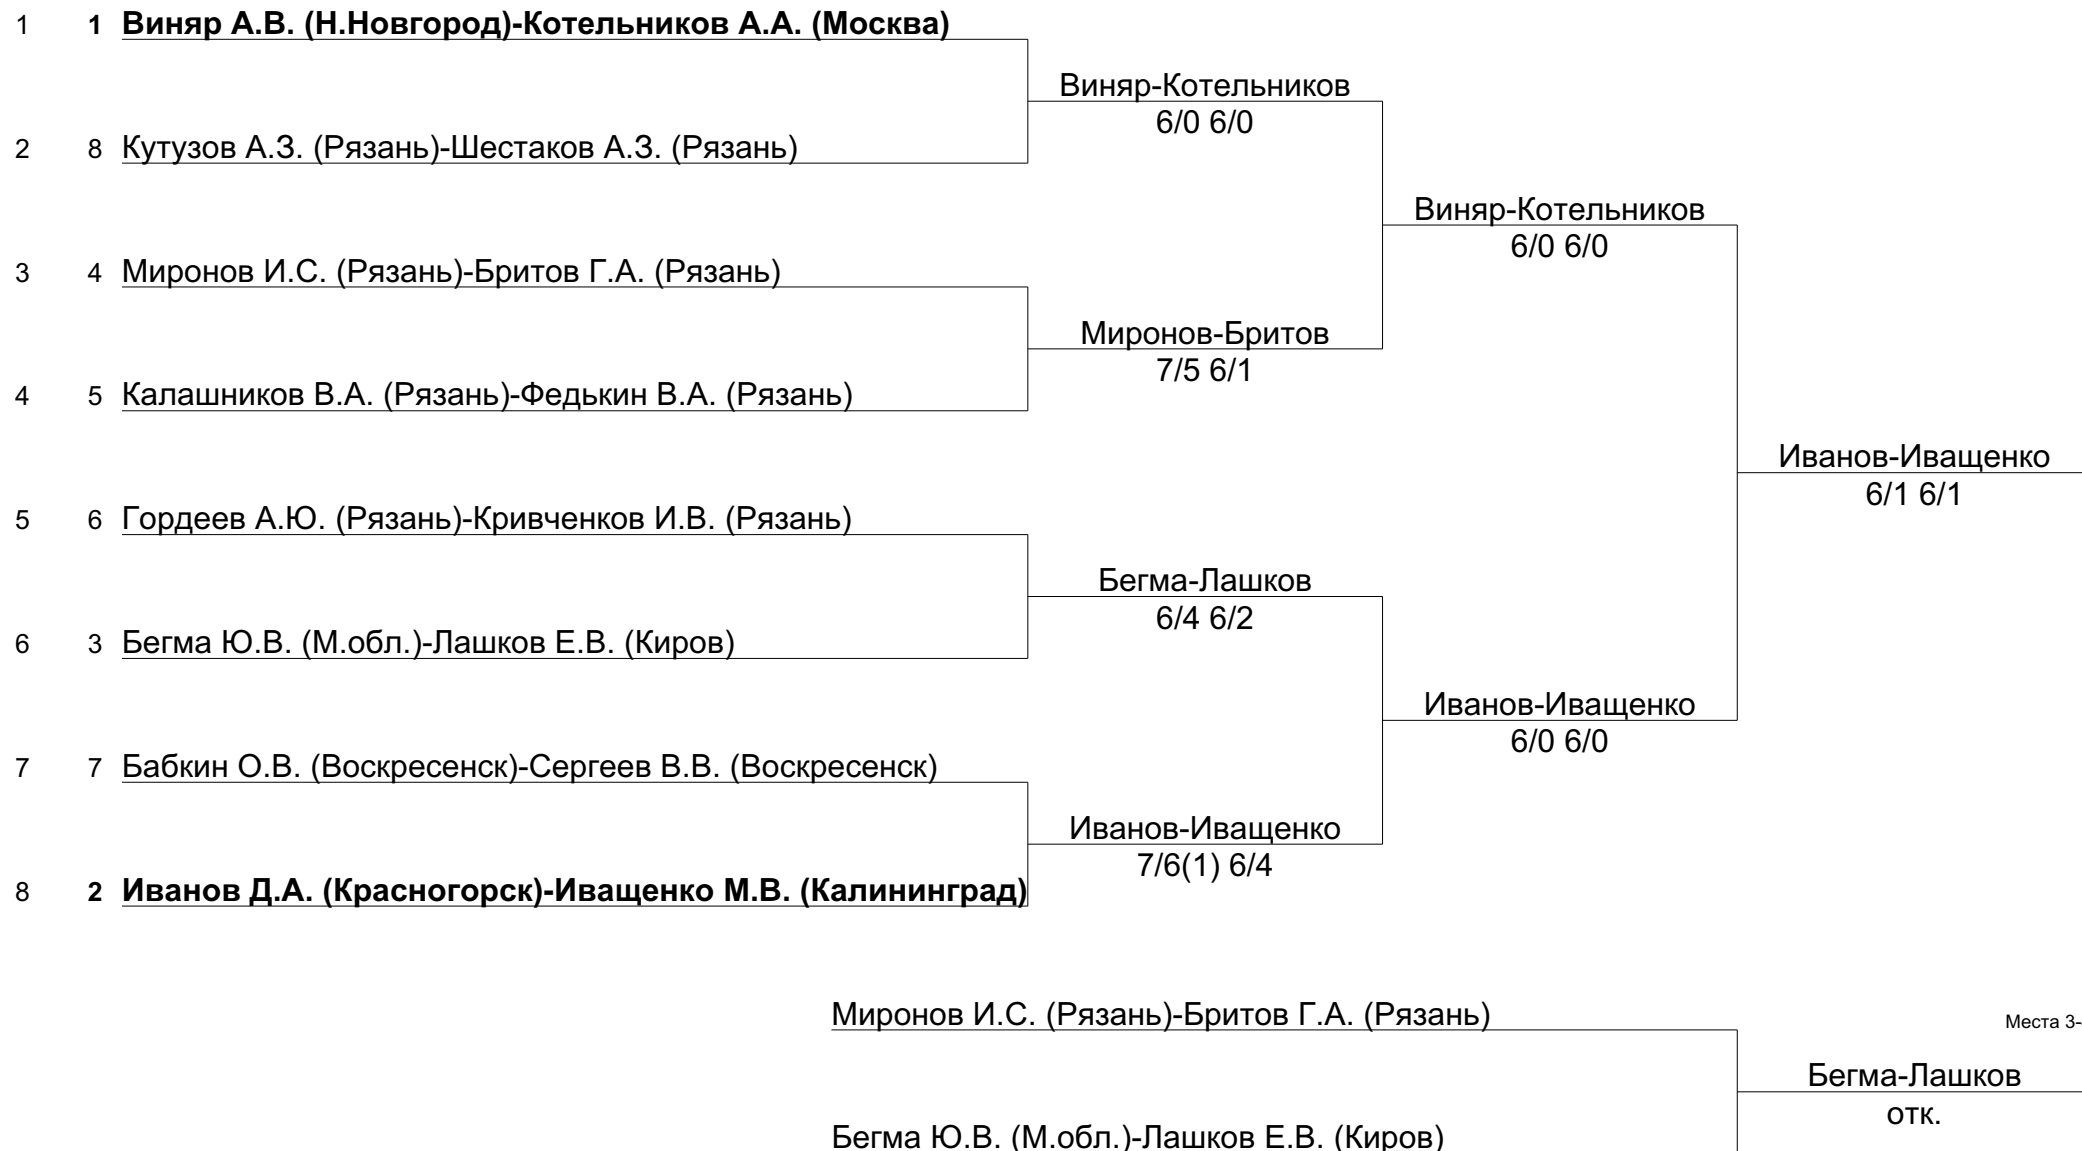 1 1 Виняр А.В. (Н.Новгород)-Котельников А.А. (Москва)
Виняр-Котельников
6/0 6/0
2 8 Кутузов А.З. (Рязань)-Шестаков А.З. (Рязань)
Виняр-Котельников
6/0 6/0
3 4 Миронов И.С. (Рязань)-Бритов Г.А. (Рязань)
Миронов-Бритов
7/5 6/1
4 5 Калашников В.А. (Рязань)-Федькин В.А. (Рязань)
Иванов-Иващенко
6/1 6/1
5 6 Гордеев А.Ю. (Рязань)-Кривченков И.В. (Рязань)
Бегма-Лашков
6/4 6/2
6 3 Бегма Ю.В. (М.обл.)-Лашков Е.В. (Киров)
Иванов-Иващенко
6/0 6/0
7 7 Бабкин О.В. (Воскресенск)-Сергеев В.В. (Воскресенск)
Иванов-Иващенко
7/6(1) 6/4
8 2 Иванов Д.А. (Красногорск)-Иващенко М.В. (Калининград)
Миронов И.С. (Рязань)-Бритов Г.А. (Рязань)
Места 3-
Бегма-Лашков
отк.
Бегма Ю.В. (М.обл.)-Лашков Е.В. (Киров)